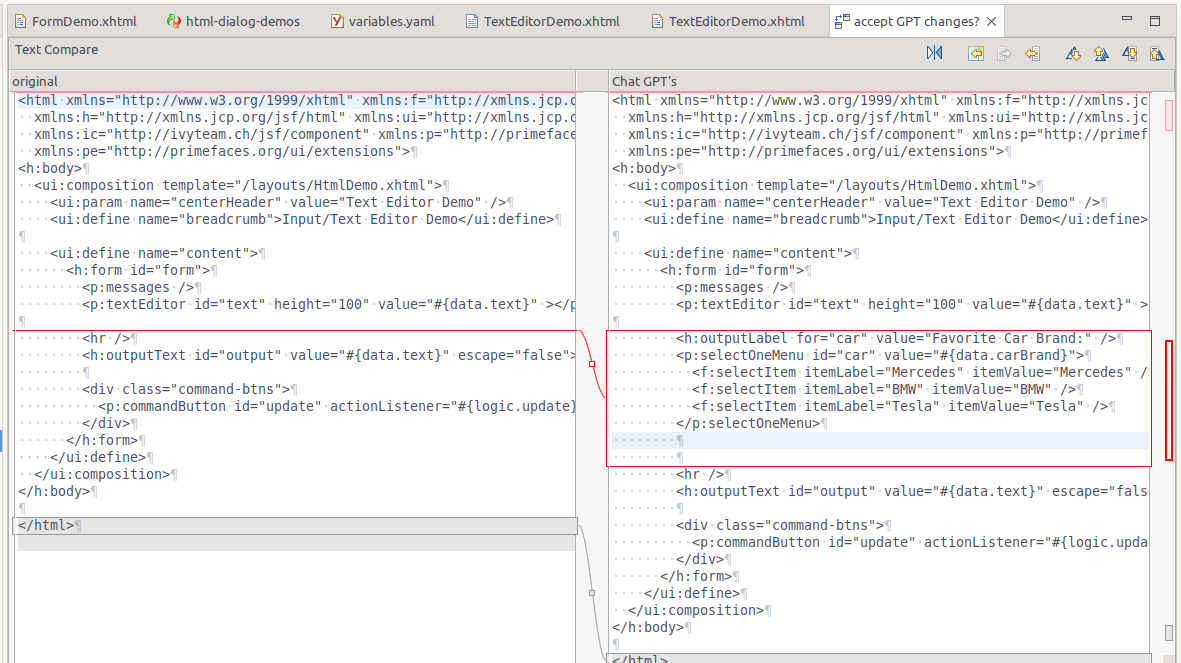 FormDemo.xhtml html-dialog-demos variables.yaml TextEditorDemo.xhtml TextEditorDemo.xhtml accept GPT changes?
Text Compare
original
<html xmlns="http://www.w3.org/1999/xhtml" xmlns:f="http://xmlns.jcp.o
xmlns:h="http://xmlns.jcp.org/jsf/html" xmlns:ui="http://xmlns.jcp.o
xmlns:ic="http://ivyteam.ch/jsf/component" xmlns:p="http://primeface
xmlns:pe="http://primefaces.org/ui/extensions">¶
<h:body>¶
··<ui:composition template="/layouts/HtmlDemo.xhtml">¶
····<ui:param name="centerHeader" value="Text Editor Demo" />¶
····<ui:define name="breadcrumb">Input/Text Editor Demo</ui:define>¶
¶
····<ui:define name="content">¶
······<h:form id="form">¶
········<p:messages />¶
········<p:textEditor id="text" height="100" value="#{data.text}" ></p
¶
········<hr />¶
········<h:outputText id="output" value="#{data.text}" escape="false">
········¶
········<div class="command-btns">¶
··········<p:commandButton id="update" actionListener="#{logic.update}
········</div>¶
······</h:form>¶
····</ui:define>¶
··</ui:composition>¶
</h:body>¶
¶
</html>¶
Chat GPT's
<html xmlns="http://www.w3.org/1999/xhtml" xmlns:f="http://xmlns.jc
xmlns:h="http://xmlns.jcp.org/jsf/html" xmlns:ui="http://xmlns.jc
xmlns:ic="http://ivyteam.ch/jsf/component" xmlns:p="http://primef
xmlns:pe="http://primefaces.org/ui/extensions">¶
<h:body>¶
··<ui:composition template="/layouts/HtmlDemo.xhtml">¶
····<ui:param name="centerHeader" value="Text Editor Demo" />¶
····<ui:define name="breadcrumb">Input/Text Editor Demo</ui:define>
¶
····<ui:define name="content">¶
······<h:form id="form">¶
········<p:messages />¶
········<p:textEditor id="text" height="100" value="#{data.text}" >
¶
········<h:outputLabel for="car" value="Favorite Car Brand:" />¶
········<p:selectOneMenu id="car" value="#{data.carBrand}">¶
··········<f:selectItem itemLabel="Mercedes" itemValue="Mercedes" /
··········<f:selectItem itemLabel="BMW" itemValue="BMW" />¶
··········<f:selectItem itemLabel="Tesla" itemValue="Tesla" />¶
········</p:selectOneMenu>¶
········¶
········¶
········<hr />¶
········<h:outputText id="output" value="#{data.text}" escape="fals
········¶
········<div class="command-btns">¶
··········<p:commandButton id="update" actionListener="#{logic.upda
········</div>¶
······</h:form>¶
····</ui:define>¶
··</ui:composition>¶
</h:body>¶
¶
</html>